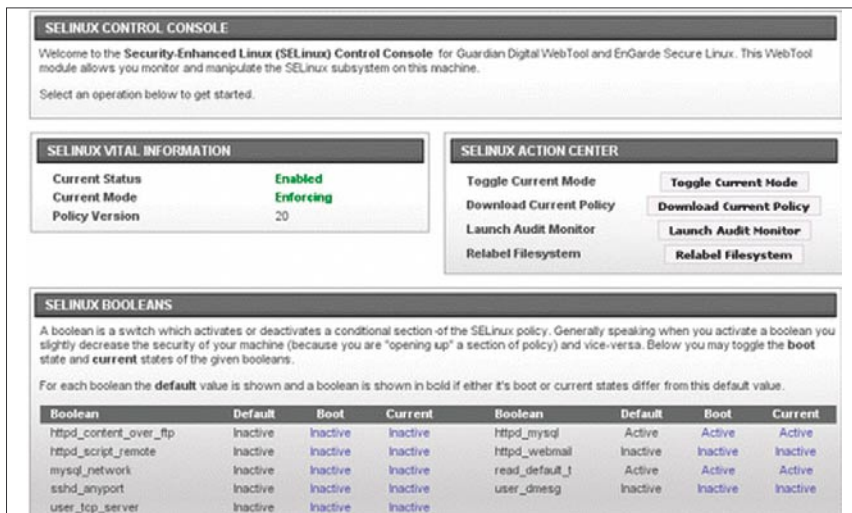 SELINUX CONTROL CONSOLE
Welcome to the Security-Enhanced Linux (SELinux) Control Console for Guardian Digital WebTool and EnGarde Secure Linux. This WebTool
module allows you monitor and manipulate the SELinux subsystem on this machine.
Select an operation below to get started.
SELINUX VITAL INFORMATION
Current Status Enabled
Current Mode Enforcing
Policy Version 20
SELINUX ACTION CENTER
Toggle Current Mode Toggle Current Mode
Download Current Policy Download Current Policy
Launch Audit Monitor Launch Audit Monitor
Relabel Filesystem Relabel Filesystem
SELINUX BOOLEANS
A boolean is a switch which activates or deactivates a conditional section of the SELinux policy. Generally speaking when you activate a boolean you
slightly decrease the security of your machine (because you are "opening up" a section of policy) and vice-versa. Below you may toggle the boot
state and current states of the given booleans.
For each boolean the default value is shown and a boolean is shown in bold if either it's boot or current states differ from this default value.
Boolean Default Boot Current Boolean Default Boot Current
httpd_content_over_ftp Inactive Inactive Inactive httpd_mysql Active Active Active
httpd_script_remote Inactive Inactive Inactive httpd_webmail Inactive Inactive Inactive
mysql_network Inactive Inactive Inactive read_default_t Active Active Active
sshd_anyport Inactive Inactive Inactive user_dmesg Inactive Inactive Inactive
user_tcp_server Inactive Inactive Inactive